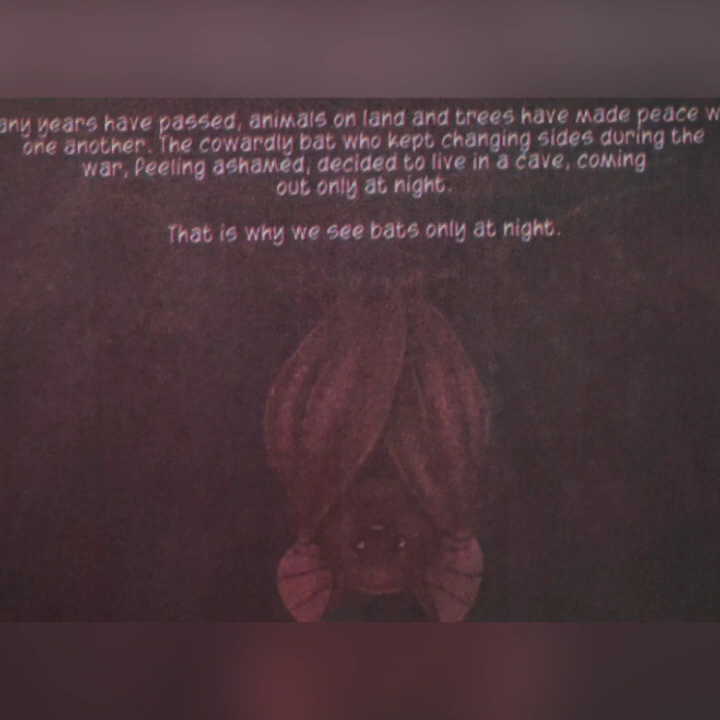 any years have passed, animals on land and trees have made peace w
one another. The cowardly bat who kept changing sides during the
war, feeling ashamed, decided to live in a cave, coming
out only at night.
That is why we see bats only at night.